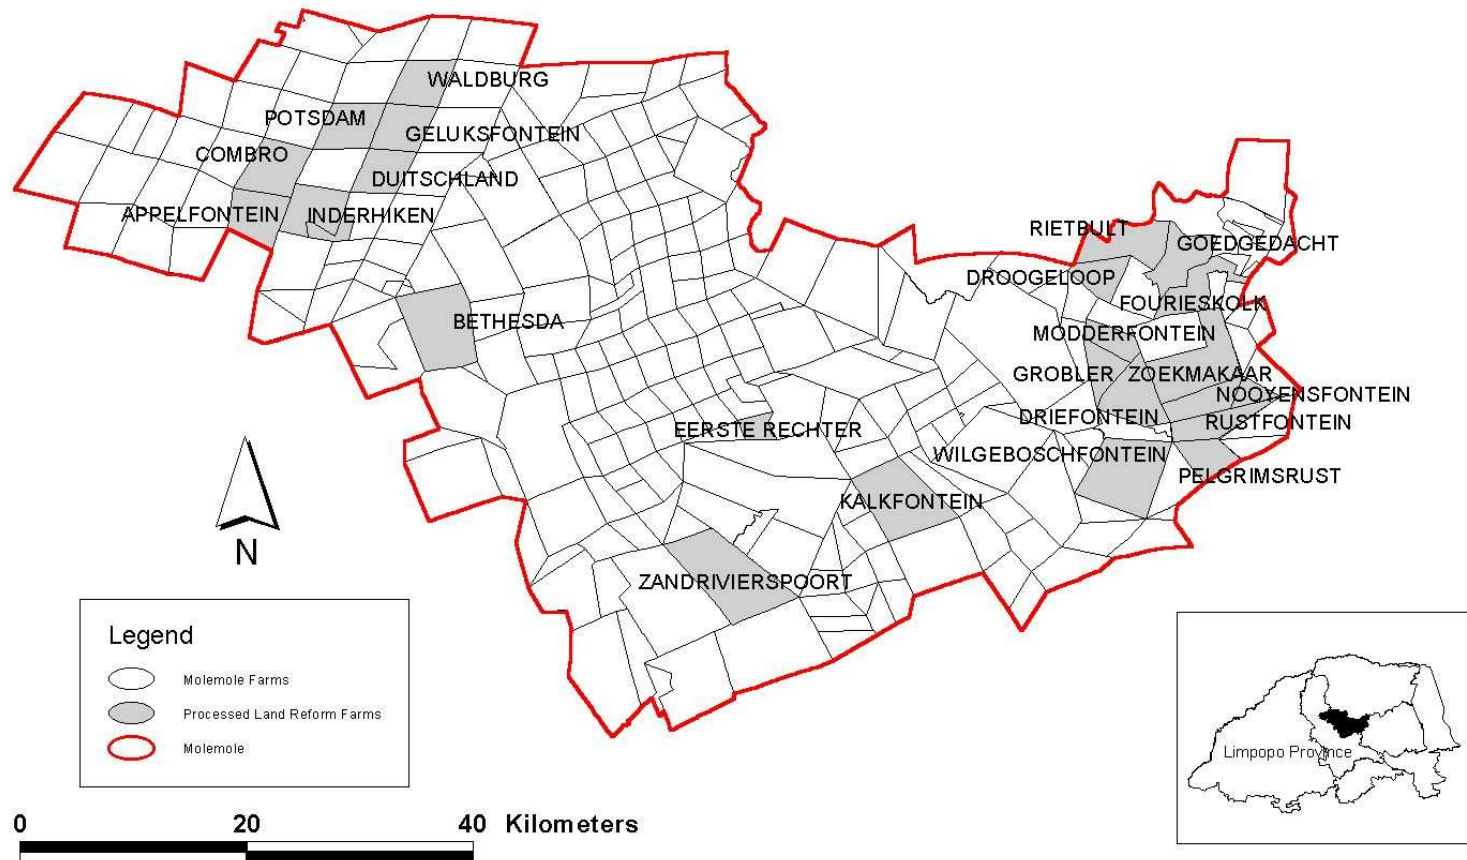 WALDBURG
POTSDAM
GELUKSFONTEIN
COMBRO
DUITSCHLAND
APPELFONTEIN
INDERHIKEN
RIETBULT
GOEDGEDACHT
DROOGELOOP
FOURIESKOLK
BETHESDA
MODDERFONTEIN
GROBLER
ZOEKMAKAAR
NOOYENSFONTEIN
DRIEFONTEIN
RUSTFONTEIN
EERSTE RECHTER
WILGEBOSCHFONTEIN
PELGRIMSRUST
KALKFONTEIN
ZANDRIVIERSPOORT
N
Legend
Molemole Farms
Processed Land Reform Farms
Molemole
Limpopo Province
0 20 40 Kilometers